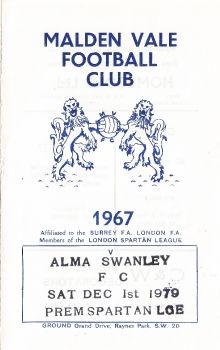 MALDEN VALE
FOOTBALL
CLUB
1967
Affiliated to the SURREY F.A. LONDON F.A.
Members of the LONDON SPARTAN LEAGUE
v
ALMA SWANLEY
F C
SAT DEC 1st 1979
PREM SPARTAN LGE
GROUND Grand Drive, Raynes Park, S.W. 20